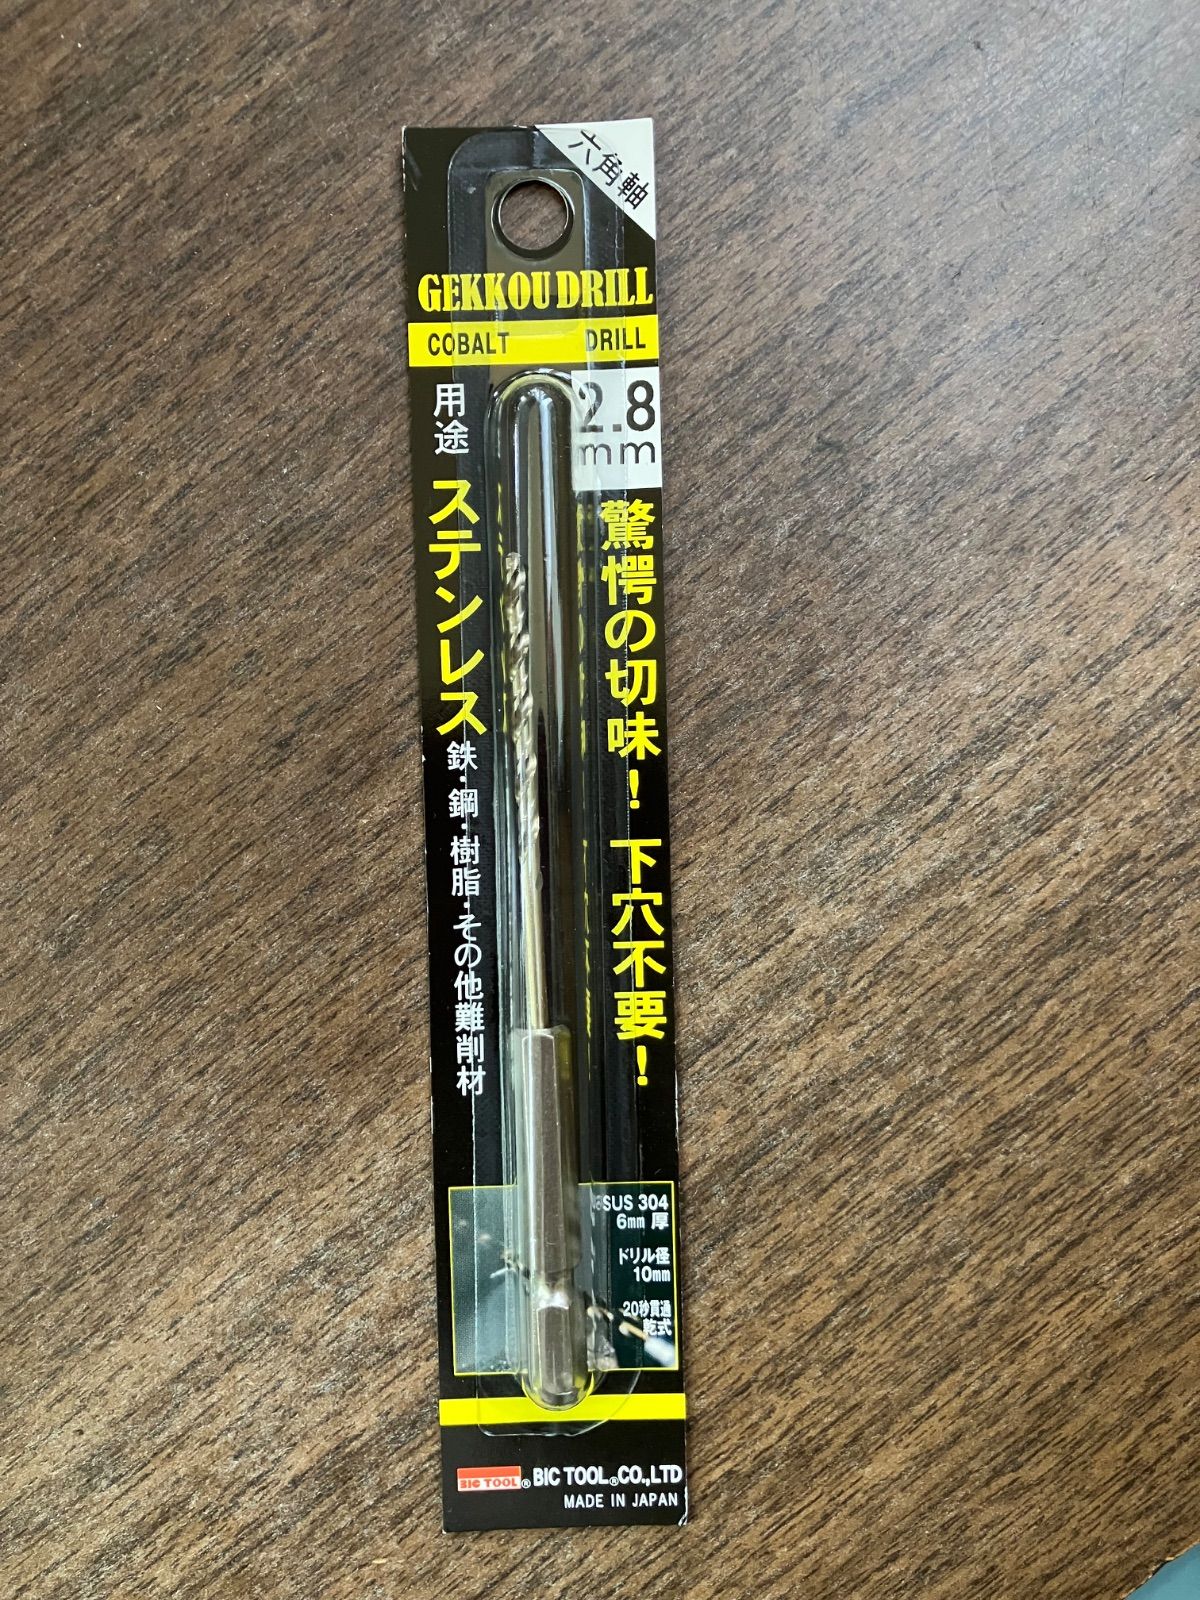 六角軸
GEKKOU DRILL
COBALT DRILL
2.8
mm
用途
ステンレス
鉄・鋼・樹脂・その他難削材
驚愕の切味！下穴不要！
SUS 304
6mm 厚
ドリル径
10mm
20秒貫通
乾式
BIC TOOL® BIC TOOL®CO.,LTD
MADE IN JAPAN